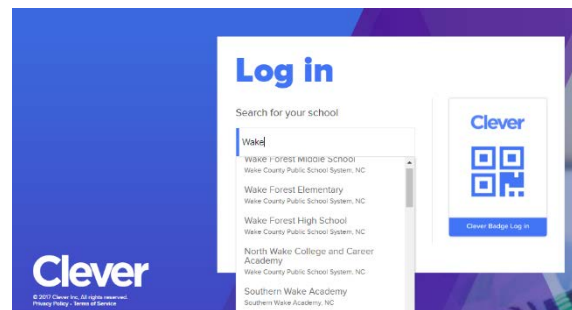 Log in
Search for your school
Wake
Wake Forest Middle School
Wake County Public School System, NC
Wake Forest Elementary
Wake County Public School System, NC
Wake Forest High School
Wake County Public School System, NC
North Wake College and Career
Academy
Wake County Public School System, NC
Southern Wake Academy
Southern Wake Academy, NC
Clever
Clever Badge Log in
Clever
© 2017 Clever Inc. All rights reserved.
Privacy Policy - Terms of Service